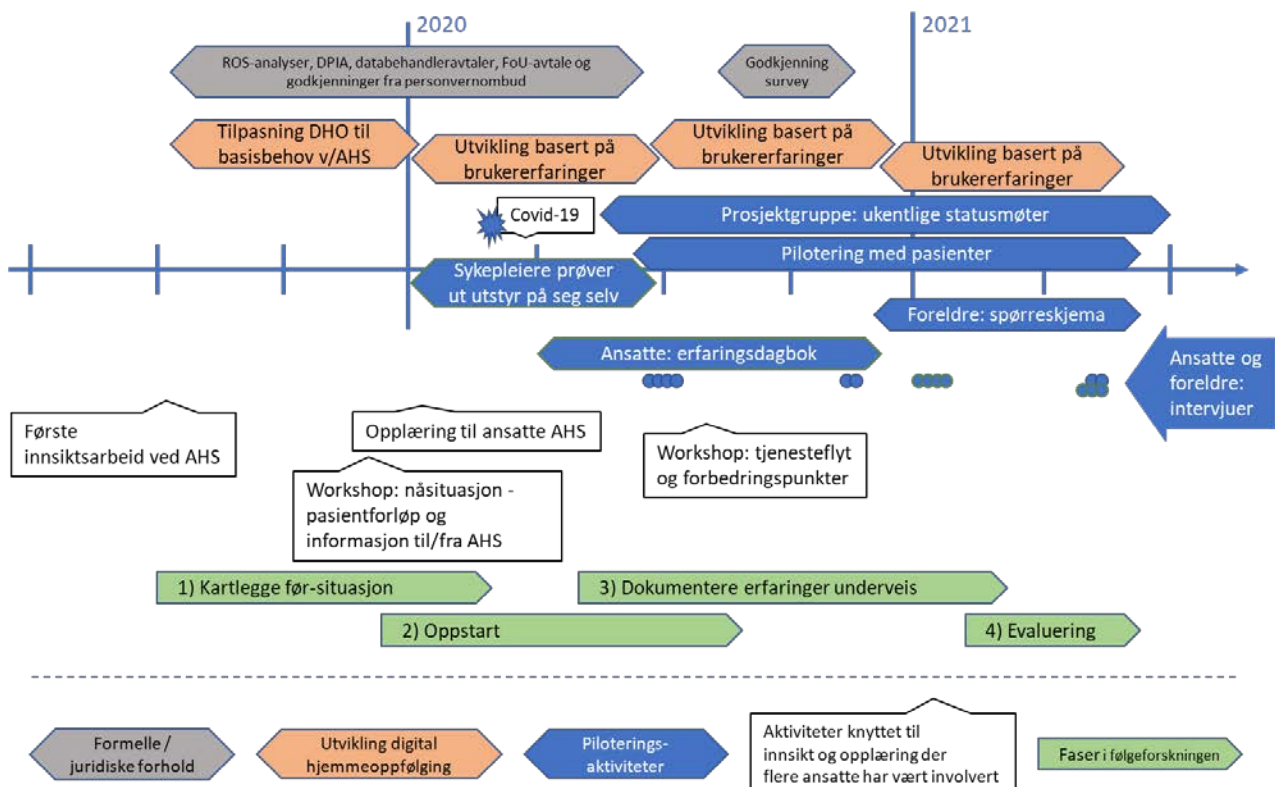 2020
2021
ROS-analyser, DPIA, databehandleravtaler, FoU-avtale og
godkjenninger fra personvernombud
Godkjenning
survey
Tilpasning DHO til
basisbehov v/AHS
Utvikling basert på
brukererfaringer
Utvikling basert på
brukererfaringer
Utvikling basert på
brukererfaringer
Covid-19
Prosjektgruppe: ukentlige statusmøter
Pilotering med pasienter
Sykepleiere prøver
ut utstyr på seg selv
Foreldre: spørreskjema
Ansatte: erfaringsdagbok
Ansatte og
foreldre:
intervjuer
Første
innsiktsarbeid ved AHS
Opplæring til ansatte AHS
Workshop: tjenesteflyt
og forbedringspunkter
Workshop: nåsituasjon -
pasientforløp og
informasjon til/fra AHS
1) Kartlegge før-situasjon
3) Dokumentere erfaringer underveis
2) Oppstart
4) Evaluering
Formelle /
juridiske forhold
Utvikling digital
hjemmeoppfølging
Piloterings-
aktiviteter
Aktiviteter knyttet til
innsikt og opplæring der
flere ansatte har vært involvert
Faser i følgeforskningen